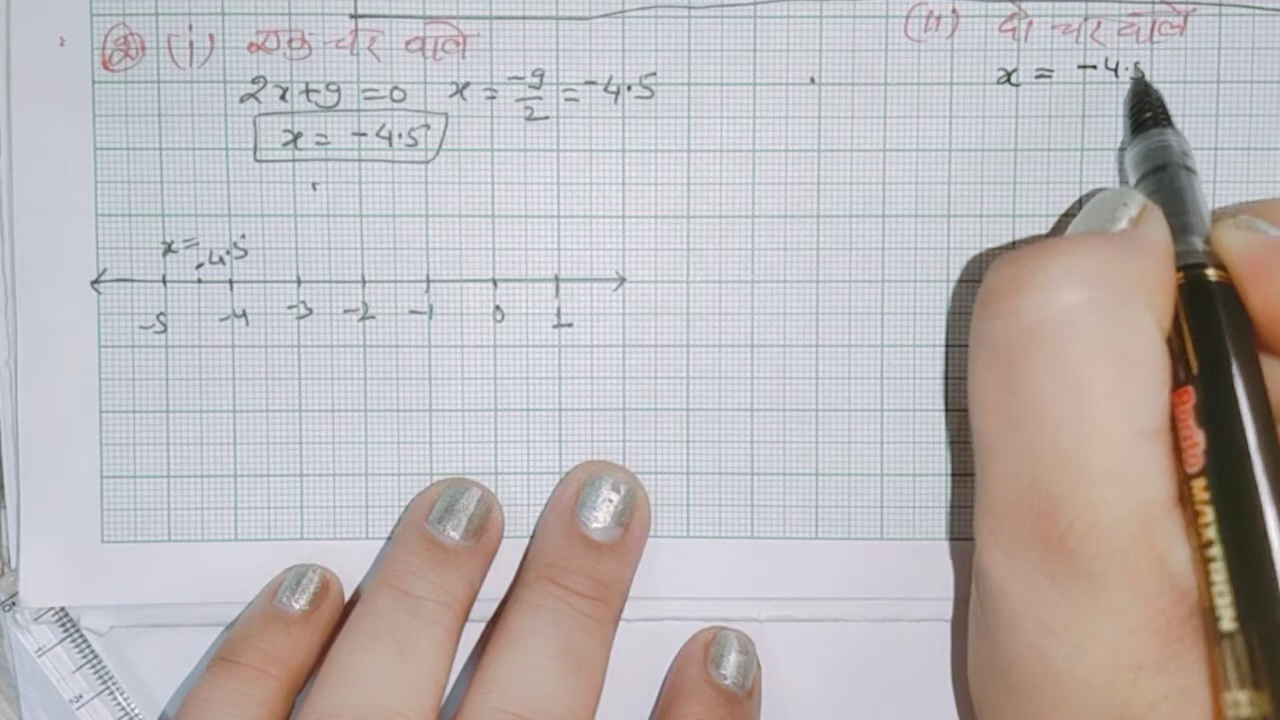 ② (i) एक चर वाले
2x+9=0 x = -9/2 = -4.5
x = -4.5
x=
-4.5
-5 -4 -3 -2 -1 0 1
(ii) दो चर वाले
x = -4.5